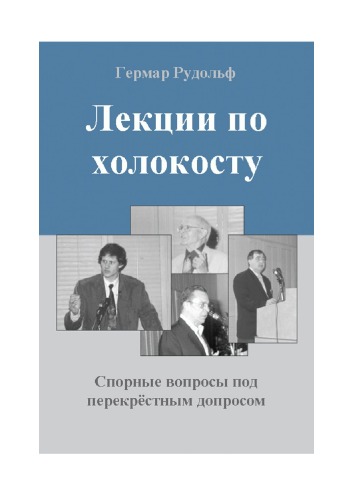 Гермар Рудольф
Лекции по
холокосту
Спорные вопросы под
перекрёстным допросом